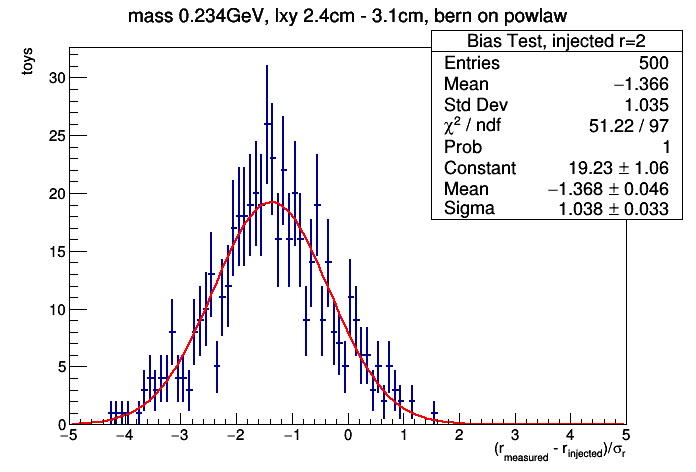 mass 0.234GeV, lxy 2.4cm - 3.1cm, bern on powlaw
toys
Bias Test, injected r=2
Entries 500
Mean −1.366
Std Dev 1.035
χ² / ndf 51.22 / 97
Prob 1
Constant 19.23 ± 1.06
Mean −1.368 ± 0.046
Sigma 1.038 ± 0.033
30
25
20
15
10
5
0
−5 −4 −3 −2 −1 0 1 2 3 4 5
(r_measured - r_injected)/σ_r